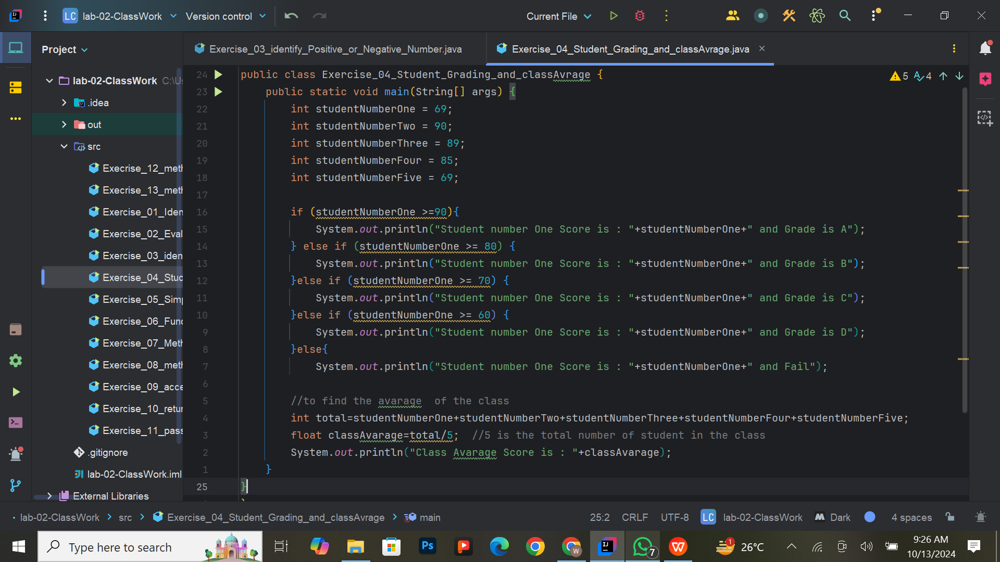 LC lab-02-ClassWork Version control Current File
Project
Exercise_03_identify_Positive_or_Negative_Number.java
Exercise_04_Student_Grading_and_classAvrage.java
lab-02-ClassWork C:\Us
.idea
out
src
Execrise_12_meth
Execrise_13_meth
Exercise_01_Iden
Exercise_02_Eval
Exercise_03_iden
Exercise_04_Stud
Exercise_05_Simp
Exercise_06_Func
Exercise_07_Meth
Exercise_08_meth
Exercise_09_acce
Exercise_10_retur
Exercise_11_pass
.gitignore
lab-02-ClassWork.iml
External Libraries
5 4
24 public class Exercise_04_Student_Grading_and_classAvrage {
23 public static void main(String[] args) {
22 int studentNumberOne = 69;
21 int studentNumberTwo = 90;
20 int studentNumberThree = 89;
19 int studentNumberFour = 85;
18 int studentNumberFive = 69;
17
16 if (studentNumberOne >=90){
15 System.out.println("Student number One Score is : "+studentNumberOne+" and Grade is A");
14 } else if (studentNumberOne >= 80) {
13 System.out.println("Student number One Score is : "+studentNumberOne+" and Grade is B");
12 }else if (studentNumberOne >= 70) {
11 System.out.println("Student number One Score is : "+studentNumberOne+" and Grade is C");
10 }else if (studentNumberOne >= 60) {
9 System.out.println("Student number One Score is : "+studentNumberOne+" and Grade is D");
8 }else{
7 System.out.println("Student number One Score is : "+studentNumberOne+" and Fail");
6
5 //to find the avarage  of the class
4 int total=studentNumberOne+studentNumberTwo+studentNumberThree+studentNumberFour+studentNumberFive;
3 float classAvarage=total/5;  //5 is the total number of student in the class
2 System.out.println("Class Avarage Score is : "+classAvarage);
1 }
25 }
lab-02-ClassWork > src > Exercise_04_Student_Grading_and_classAvrage > main
25:2 CRLF UTF-8 LC lab-02-ClassWork Dark 4 spaces
Type here to search
Ps
W
IJ
7
1
26°C
9:26 AM
10/13/2024